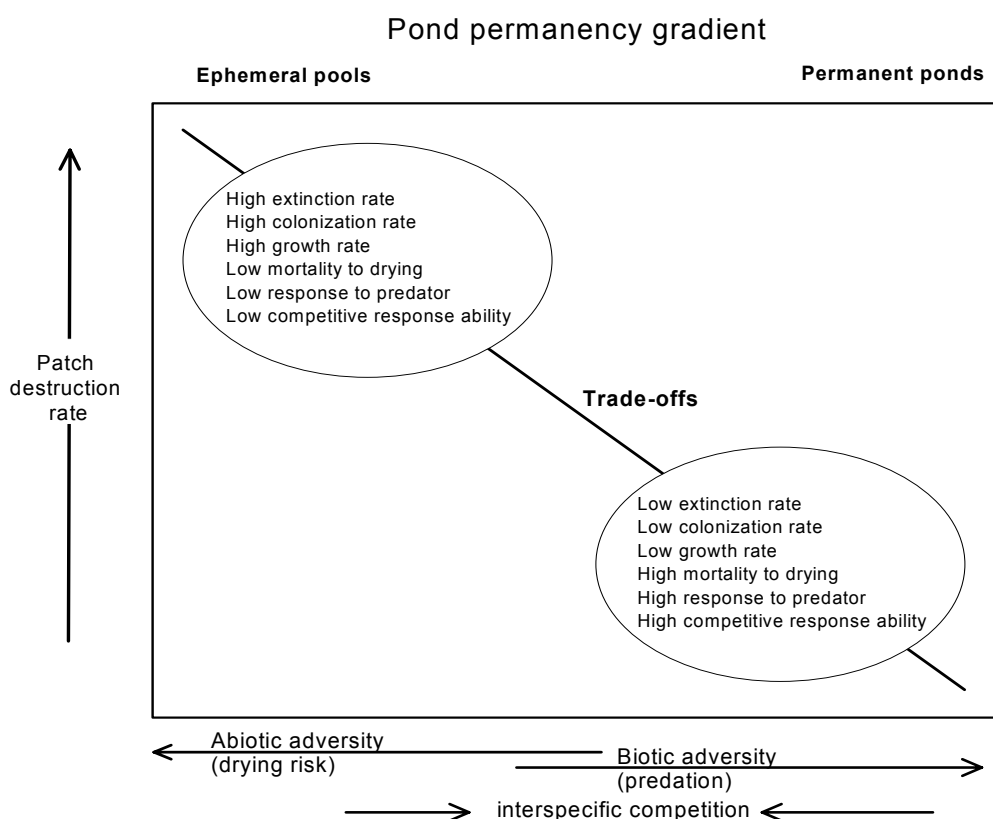 Pond permanency gradient
Ephemeral pools
Permanent ponds
High extinction rate
High colonization rate
High growth rate
Low mortality to drying
Low response to predator
Low competitive response ability
Patch
destruction
rate
Trade-offs
Low extinction rate
Low colonization rate
Low growth rate
High mortality to drying
High response to predator
High competitive response ability
Abiotic adversity
(drying risk)
Biotic adversity
(predation)
interspecific competition